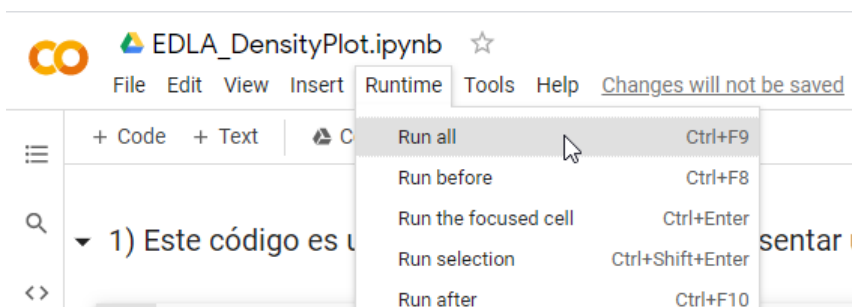 EDLA_DensityPlot.ipynb
File Edit View Insert Runtime Tools Help Changes will not be saved
+ Code + Text
Run all Ctrl+F9
Run before Ctrl+F8
Run the focused cell Ctrl+Enter
1) Este código es
Run selection Ctrl+Shift+Enter
Run after Ctrl+F10